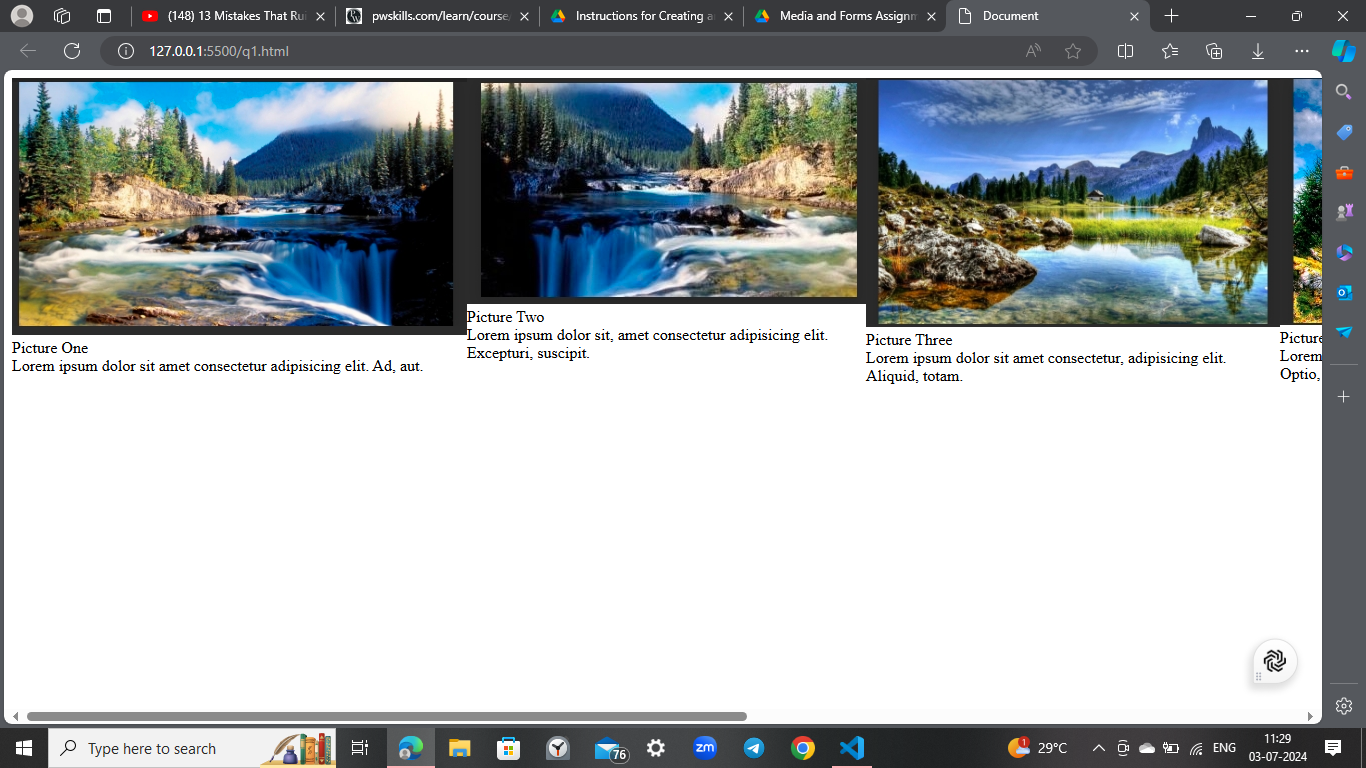 (148) 13 Mistakes That Rui
pwskills.com/learn/course/
Instructions for Creating a
Media and Forms Assignm
Document
127.0.0.1:5500/q1.html
Picture One
Lorem ipsum dolor sit amet consectetur adipisicing elit. Ad, aut.
Picture Two
Lorem ipsum dolor sit, amet consectetur adipisicing elit.
Excepturi, suscipit.
Picture Three
Lorem ipsum dolor sit amet consectetur, adipisicing elit.
Aliquid, totam.
Picture
Lorem
Optio,
Type here to search
76
zm
1
29°C
ENG
11:29
03-07-2024